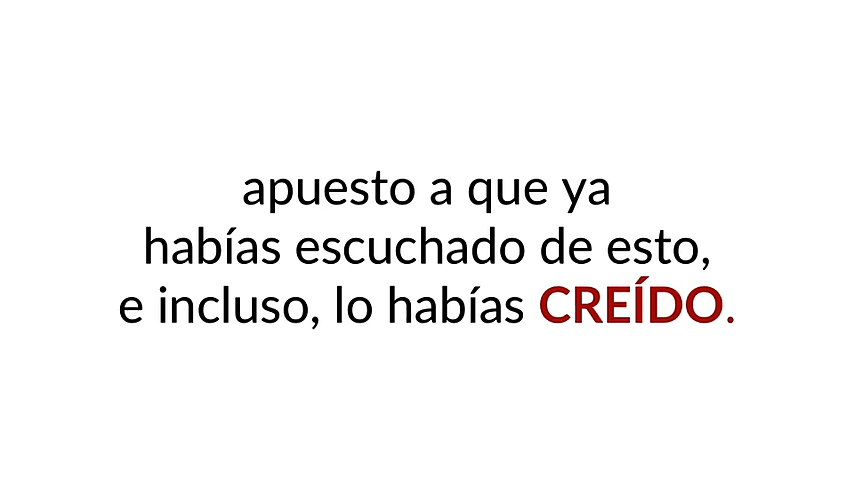 apuesto a que ya
habías escuchado de esto,
e incluso, lo habías CREÍDO.